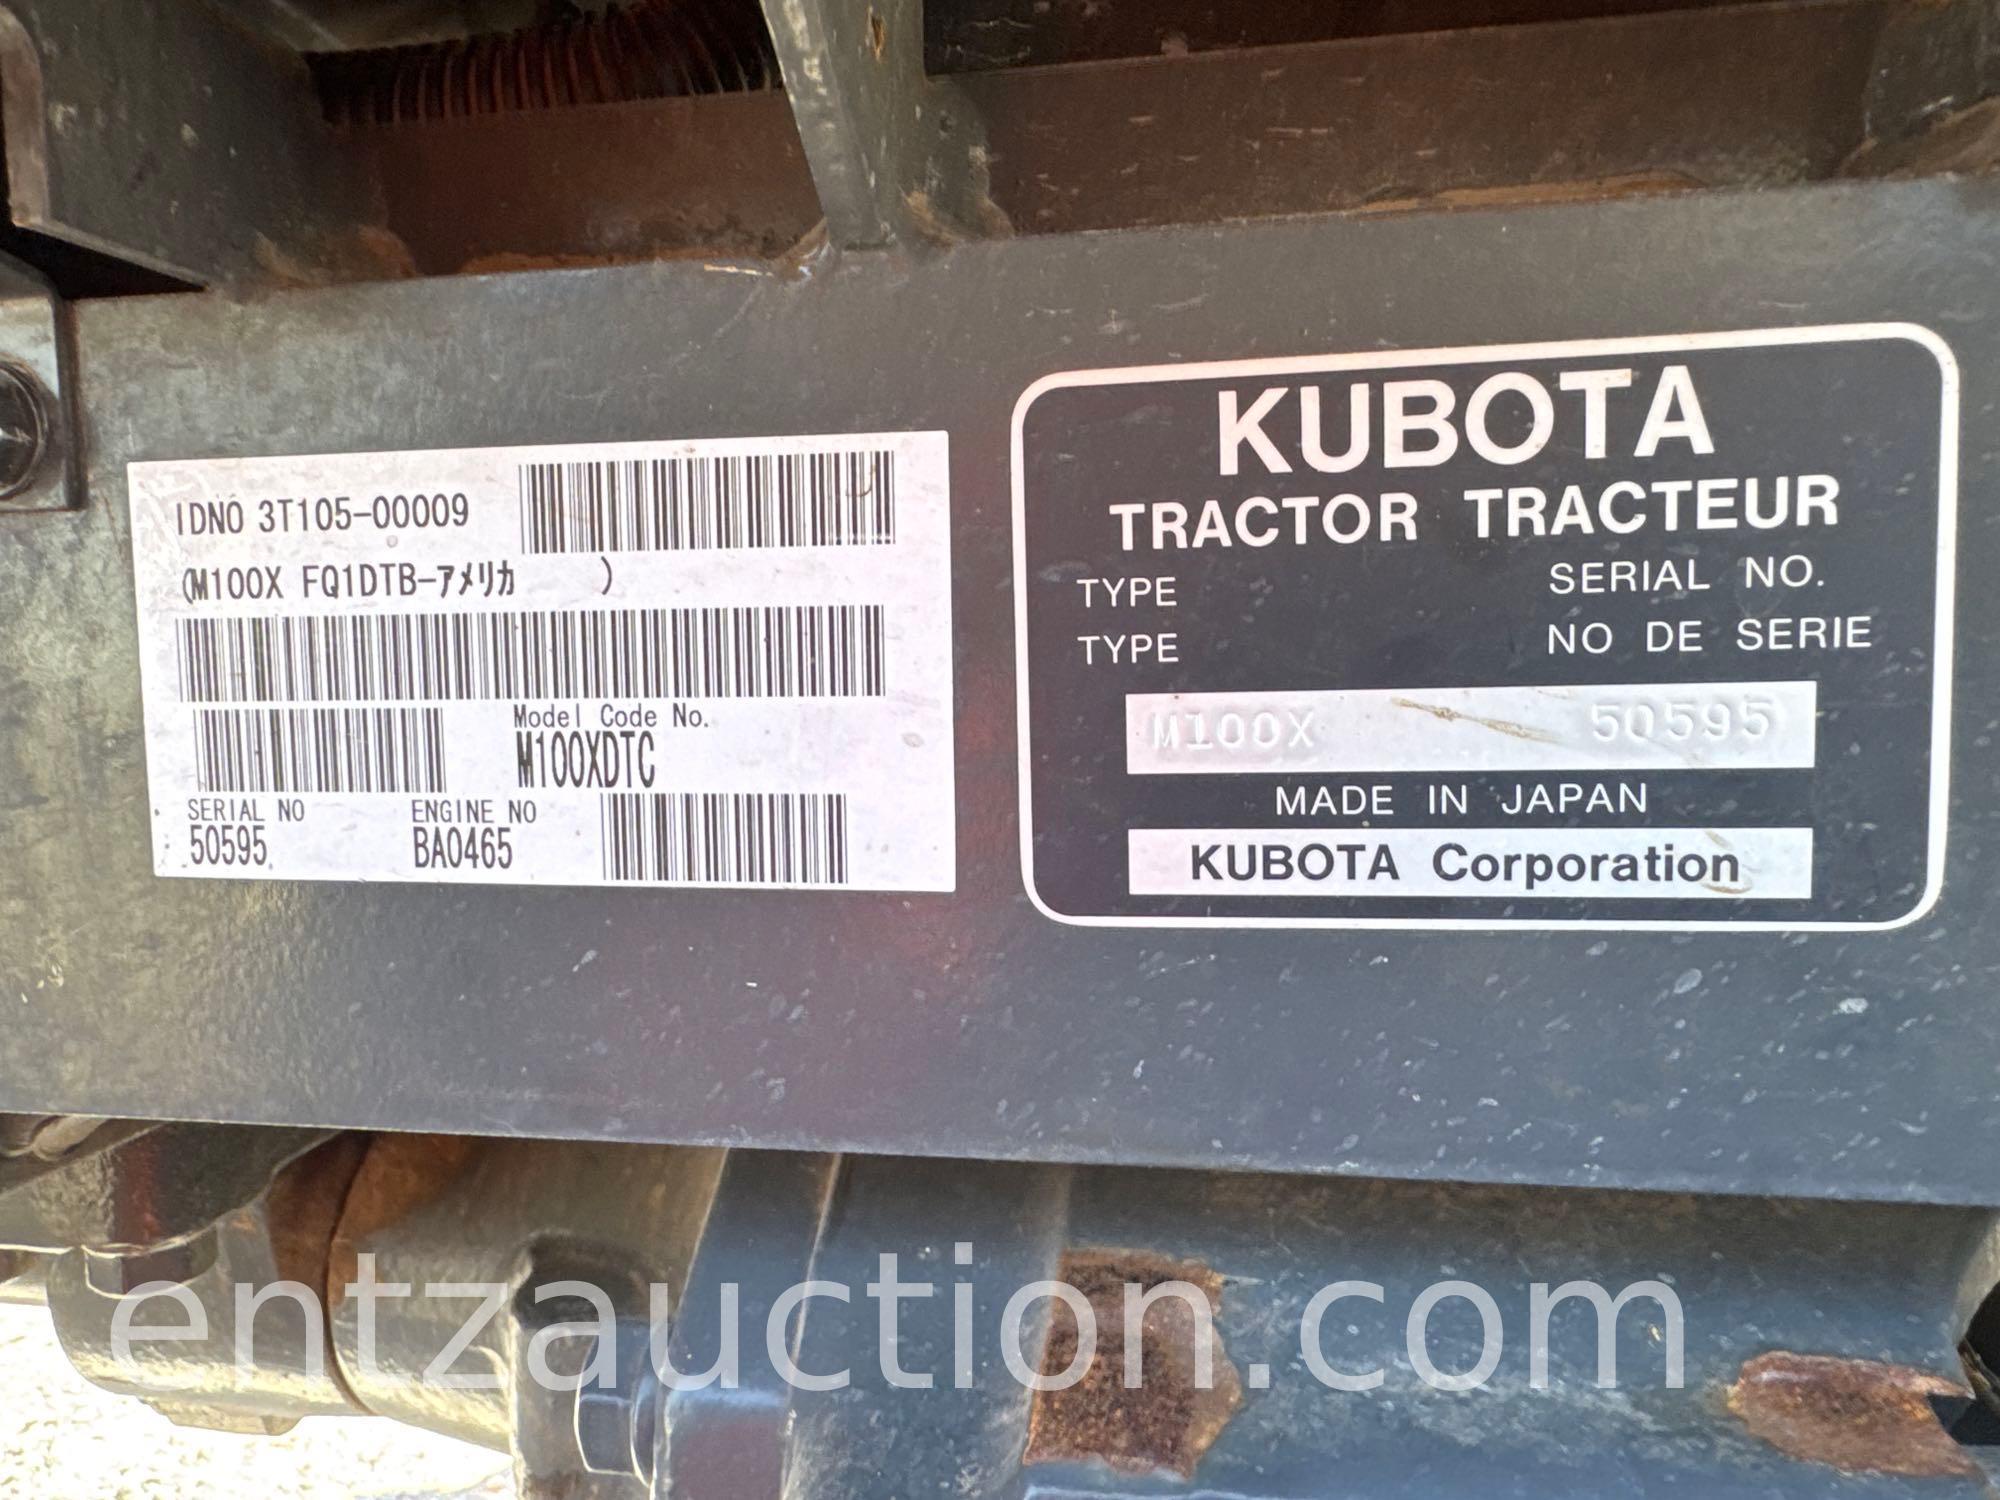 IDNO 3T105-00009
(M100X FQ1DTB-アメリカ )
Model Code No.
M100XDTC
SERIAL NO ENGINE NO
50595 BA0465
KUBOTA
TRACTOR TRACTEUR
TYPE SERIAL NO.
TYPE NO DE SERIE
M100X 50595
MADE IN JAPAN
KUBOTA Corporation
entzauction.com